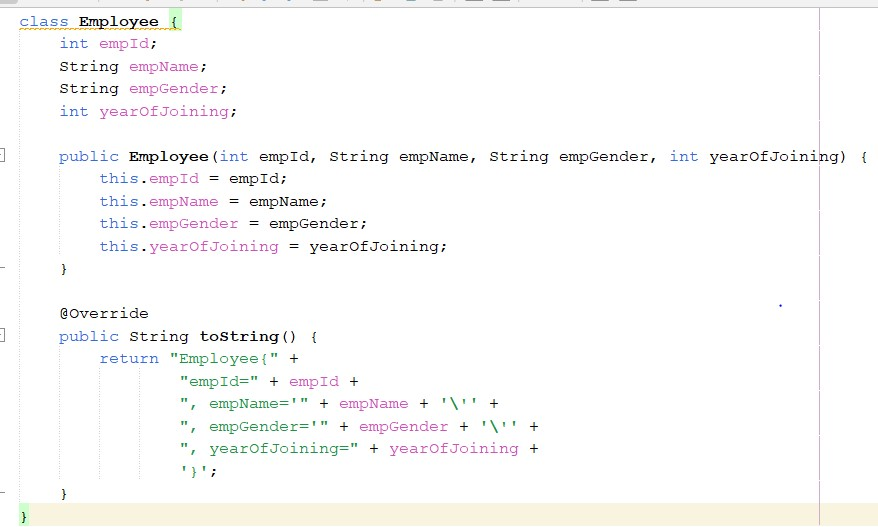 class Employee {
    int empId;
    String empName;
    String empGender;
    int yearOfJoining;
    public Employee(int empId, String empName, String empGender, int yearOfJoining) {
        this.empId = empId;
        this.empName = empName;
        this.empGender = empGender;
        this.yearOfJoining = yearOfJoining;
    }
    @Override
    public String toString() {
        return "Employee{" +
                "empId=" + empId +
                ", empName='" + empName + '\'' +
                ", empGender='" + empGender + '\'' +
                ", yearOfJoining=" + yearOfJoining +
                '}';
    }
}